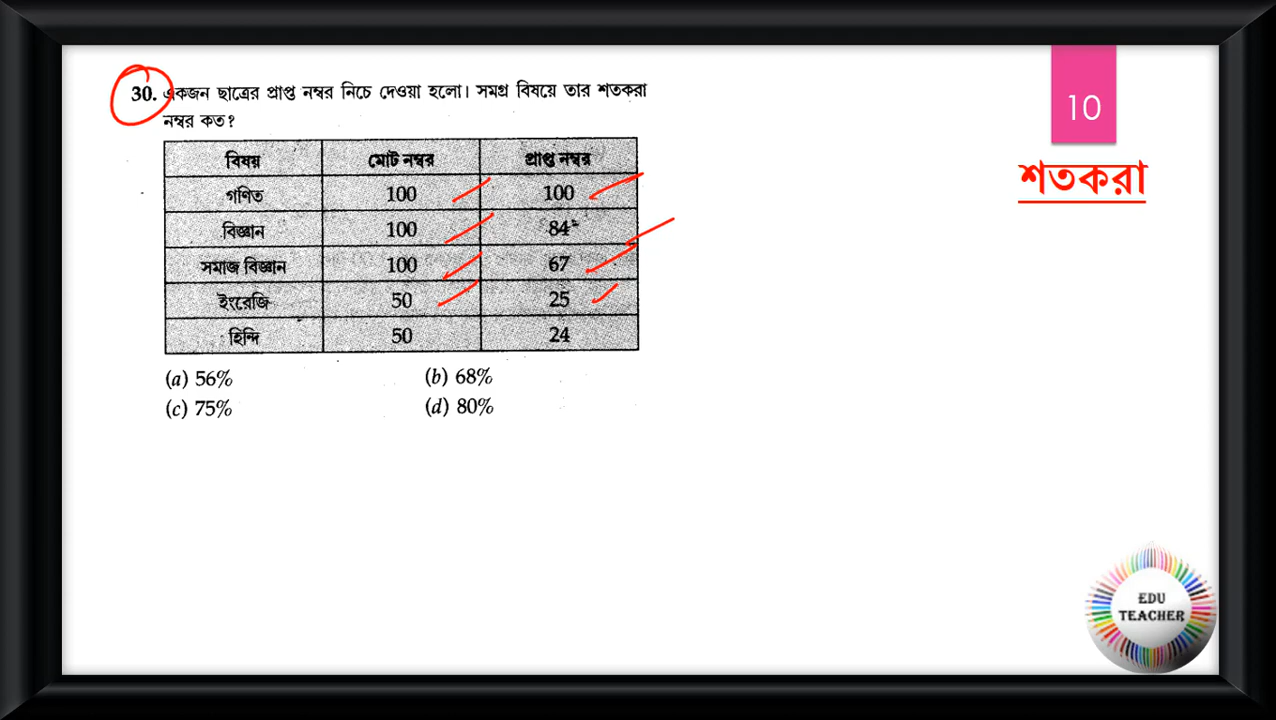 30. একজন ছাত্রের প্রাপ্ত নম্বর নিচে দেওয়া হলো। সমগ্র বিষয়ে তার শতকরা
নম্বর কত?
বিষয় মোট নম্বর প্রাপ্ত নম্বর
গণিত 100 100
বিজ্ঞান 100 84
সমাজ বিজ্ঞান 100 67
ইংরেজি 50 25
হিন্দি 50 24
(a) 56% (b) 68%
(c) 75% (d) 80%
10
শতকরা
EDU
TEACHER